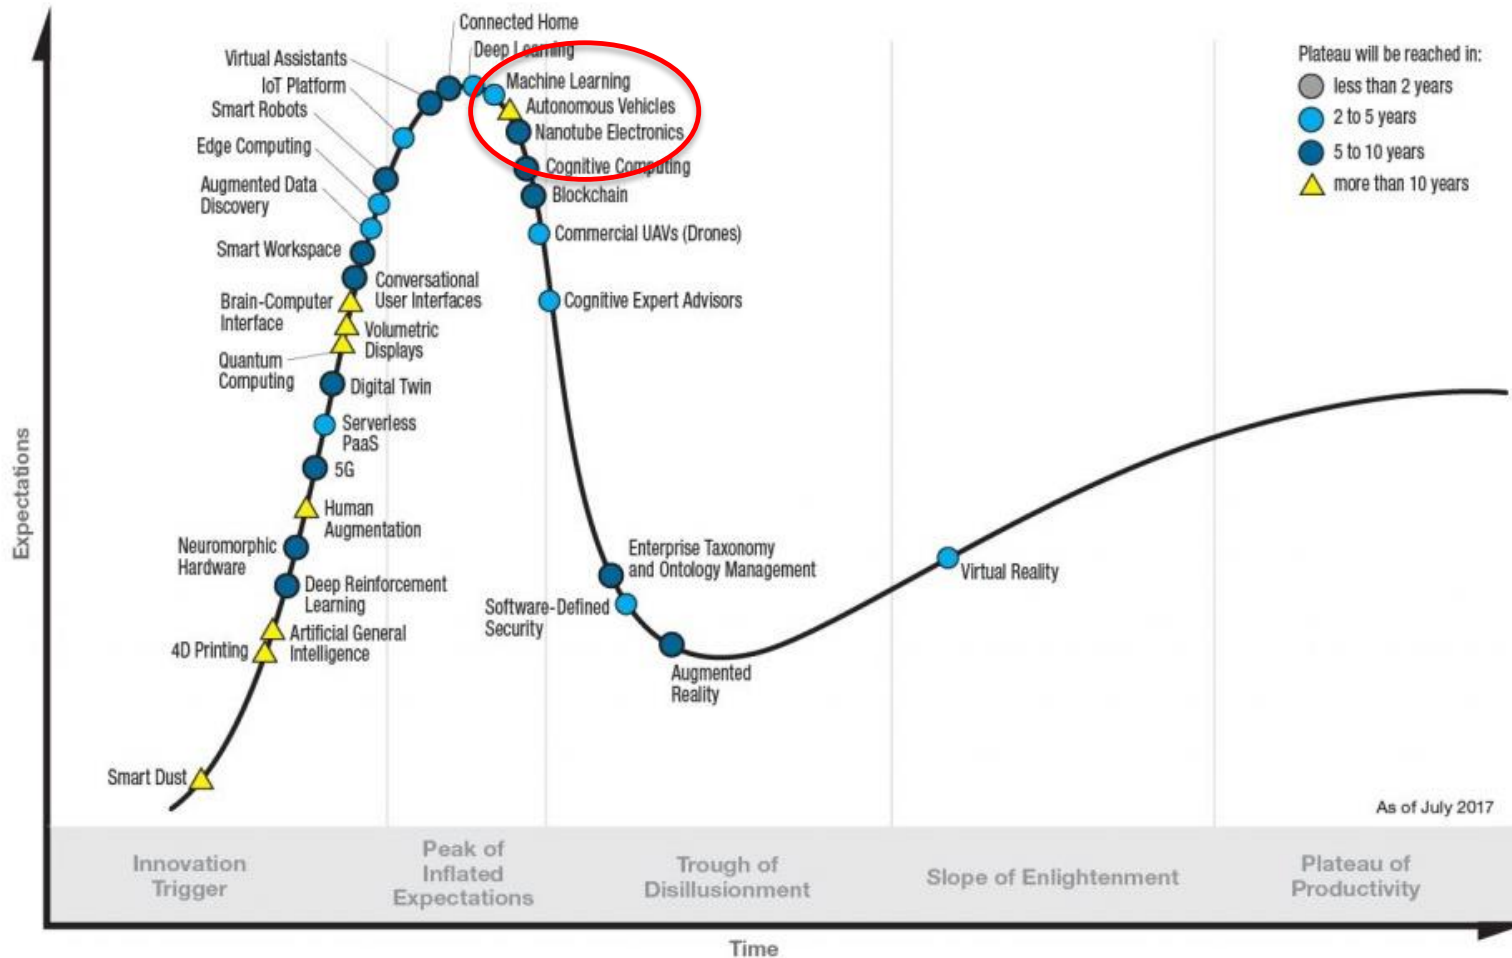 Connected Home
Deep Learning
Virtual Assistants
Machine Learning
IoT Platform
Autonomous Vehicles
Smart Robots
Nanotube Electronics
Edge Computing
Cognitive Computing
Augmented Data
Discovery
Blockchain
Commercial UAVs (Drones)
Smart Workspace
Conversational
User Interfaces
Brain-Computer
Interface
Cognitive Expert Advisors
Volumetric
Displays
Quantum
Computing
Digital Twin
Serverless
PaaS
5G
Human
Augmentation
Neuromorphic
Hardware
Deep Reinforcement
Learning
Artificial General
Intelligence
4D Printing
Smart Dust
Enterprise Taxonomy
and Ontology Management
Software-Defined
Security
Augmented
Reality
Virtual Reality
Plateau will be reached in:
less than 2 years
2 to 5 years
5 to 10 years
more than 10 years
As of July 2017
Expectations
Innovation
Trigger
Peak of
Inflated
Expectations
Trough of
Disillusionment
Slope of Enlightenment
Plateau of
Productivity
Time